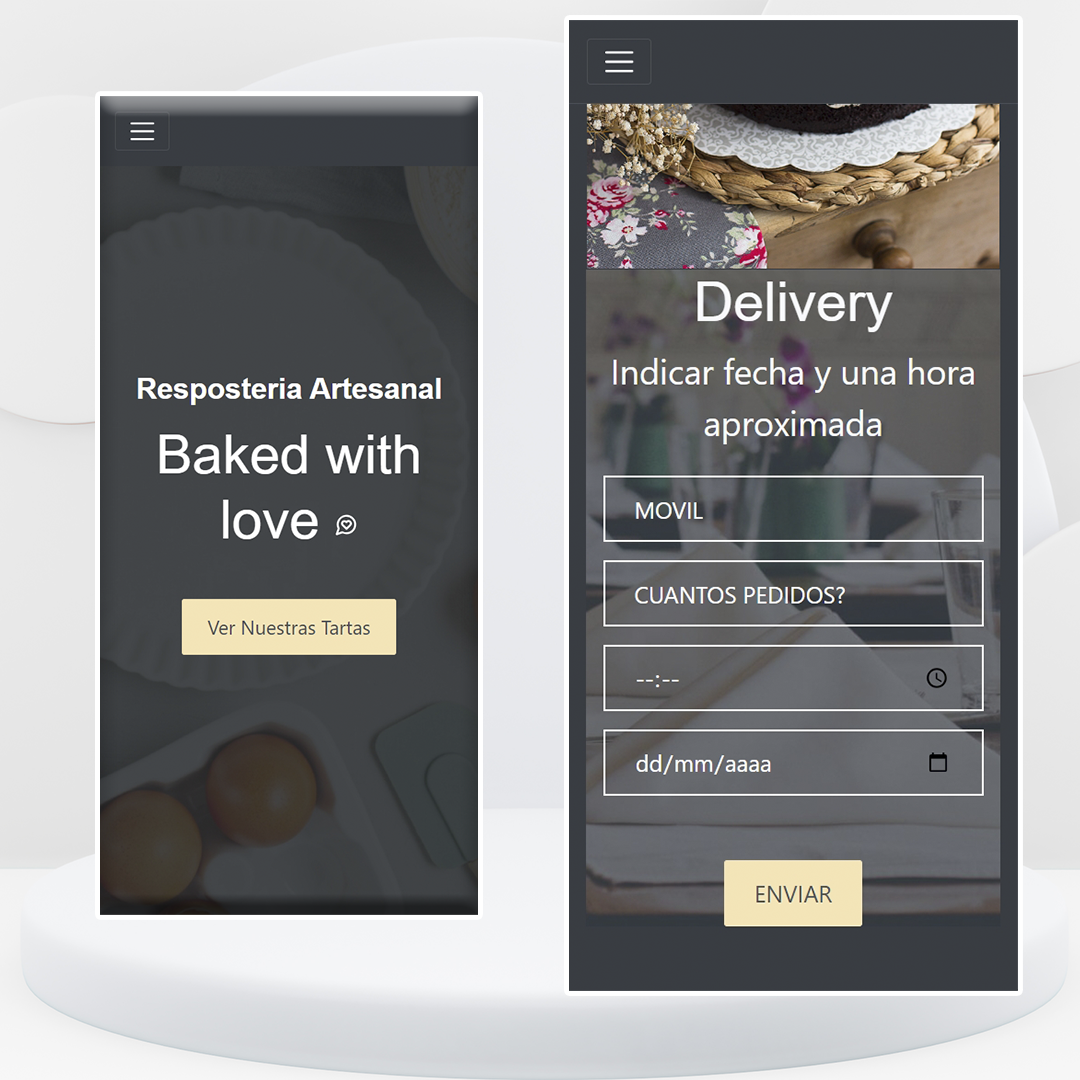 Resposteria Artesanal
Baked with
love
Ver Nuestras Tartas
Delivery
Indicar fecha y una hora
aproximada
MOVIL
CUANTOS PEDIDOS?
--:--
dd/mm/aaaa
ENVIAR